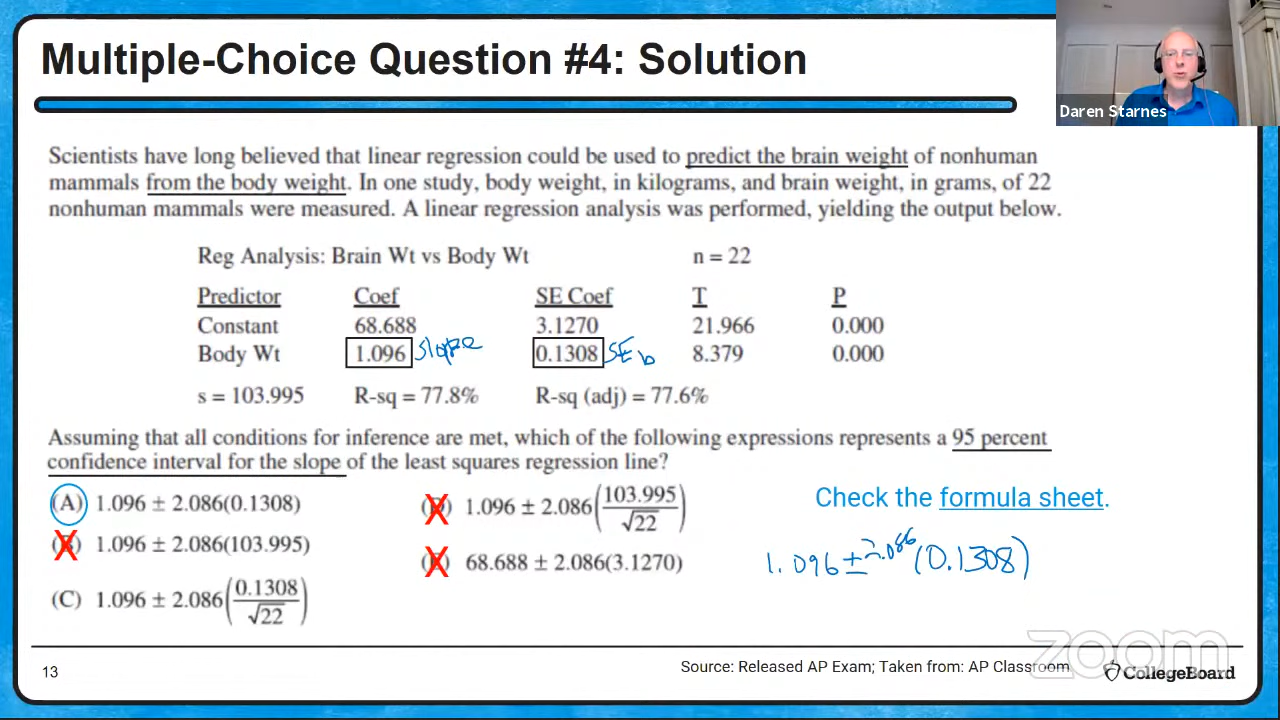 Multiple-Choice Question #4: Solution
Daren Starnes
Scientists have long believed that linear regression could be used to predict the brain weight of nonhuman
mammals from the body weight. In one study, body weight, in kilograms, and brain weight, in grams, of 22
nonhuman mammals were measured. A linear regression analysis was performed, yielding the output below.
Reg Analysis: Brain Wt vs Body Wt n = 22
Predictor Coef SE Coef T P
Constant 68.688 3.1270 21.966 0.000
Body Wt 1.096 Slope 0.1308 SE b 8.379 0.000
s = 103.995 R-sq = 77.8% R-sq (adj) = 77.6%
Assuming that all conditions for inference are met, which of the following expressions represents a 95 percent
confidence interval for the slope of the least squares regression line?
(A) 1.096 ± 2.086(0.1308)
(B) 1.096 ± 2.086(103.995)
(C) 1.096 ± 2.086(0.1308/√22)
(D) 1.096 ± 2.086(103.995/√22)
(E) 68.688 ± 2.086(3.1270)
Check the formula sheet.
1.096 ± 2.086 (0.1308)
zoom
13
Source: Released AP Exam; Taken from: AP Classroom
CollegeBoard